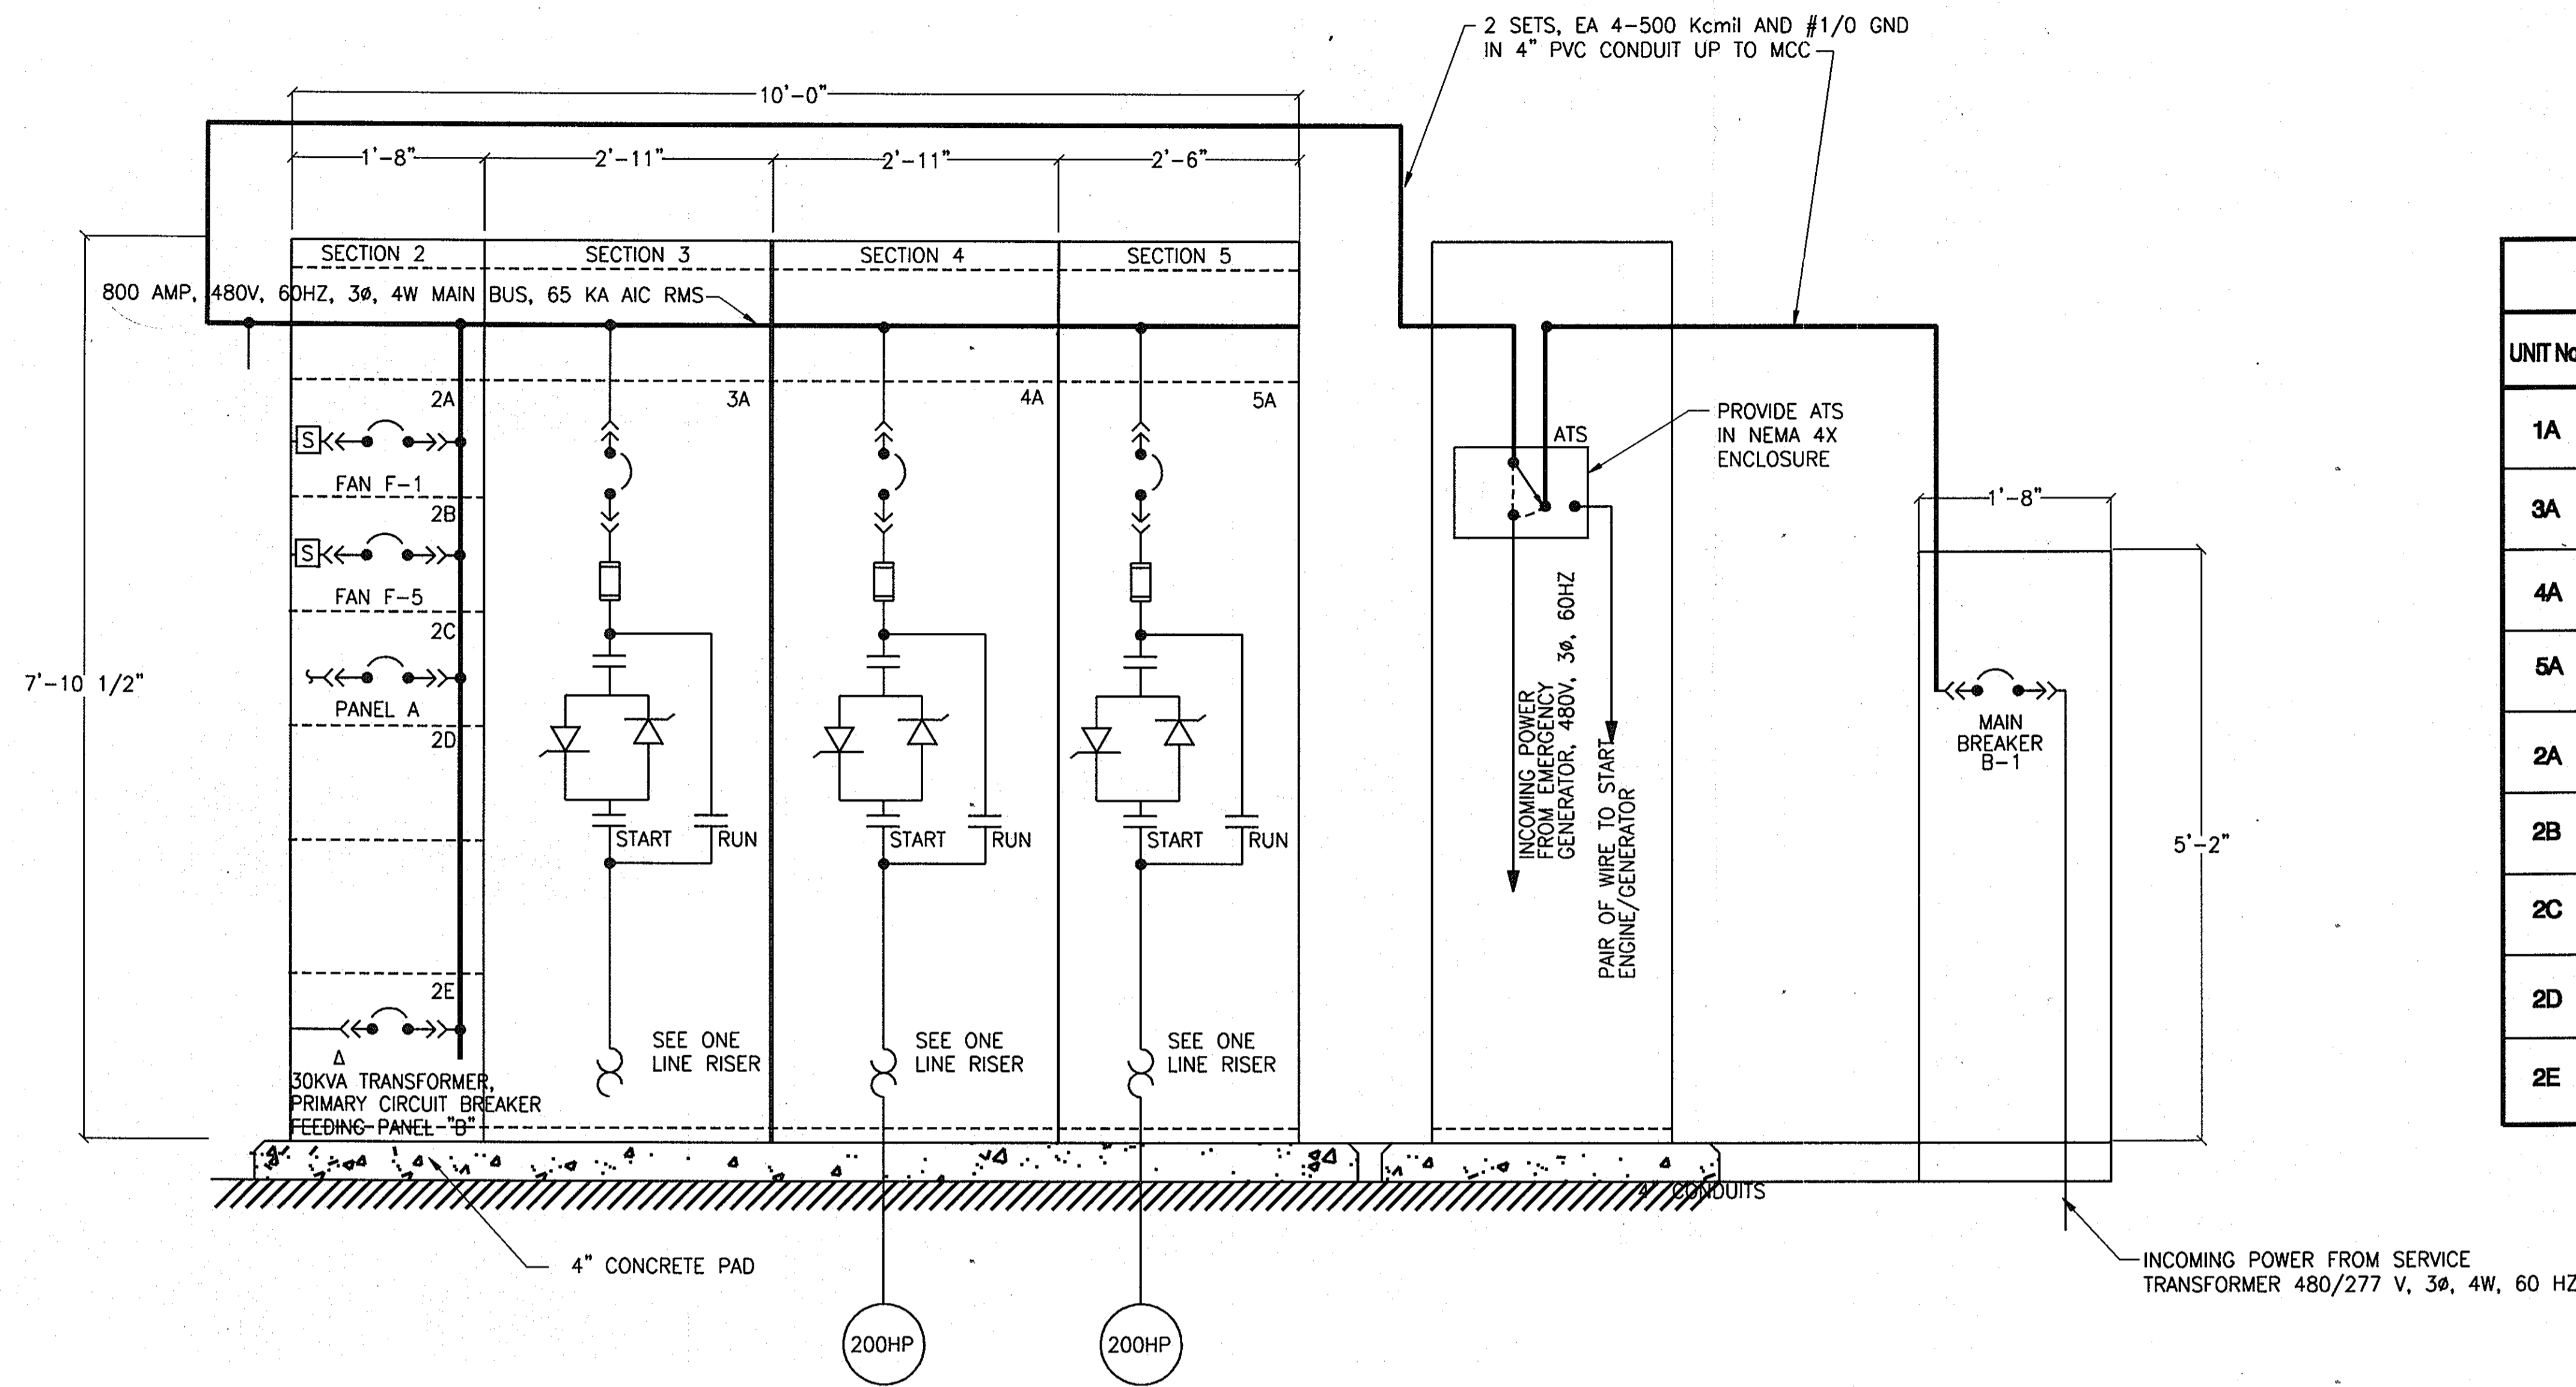 2 SETS, EA 4-500 Kcmil AND #1/0 GND
IN 4" PVC CONDUIT UP TO MCC
10'-0"
1'-8"
2'-11"
2'-11"
2'-6"
SECTION 2
SECTION 3
SECTION 4
SECTION 5
800 AMP, 480V, 60HZ, 3ø, 4W MAIN BUS, 65 KA AIC RMS
2A
S
FAN F-1
2B
S
FAN F-5
2C
PANEL A
2D
2E
Δ
30KVA TRANSFORMER,
PRIMARY CIRCUIT BREAKER
FEEDING PANEL "B"
7'-10 1/2"
3A
START
RUN
SEE ONE
LINE RISER
4A
START
RUN
SEE ONE
LINE RISER
5A
START
RUN
SEE ONE
LINE RISER
200HP
200HP
4" CONCRETE PAD
ATS
PROVIDE ATS
IN NEMA 4X
ENCLOSURE
INCOMING POWER
FROM EMERGENCY
GENERATOR, 480V, 3ø, 60HZ
PAIR OF WIRE TO START
ENGINE/GENERATOR
4" CONDUITS
1'-8"
MAIN
BREAKER
B-1
5'-2"
INCOMING POWER FROM SERVICE
TRANSFORMER 480/277 V, 3ø, 4W, 60 HZ
UNIT No
1A
3A
4A
5A
2A
2B
2C
2D
2E